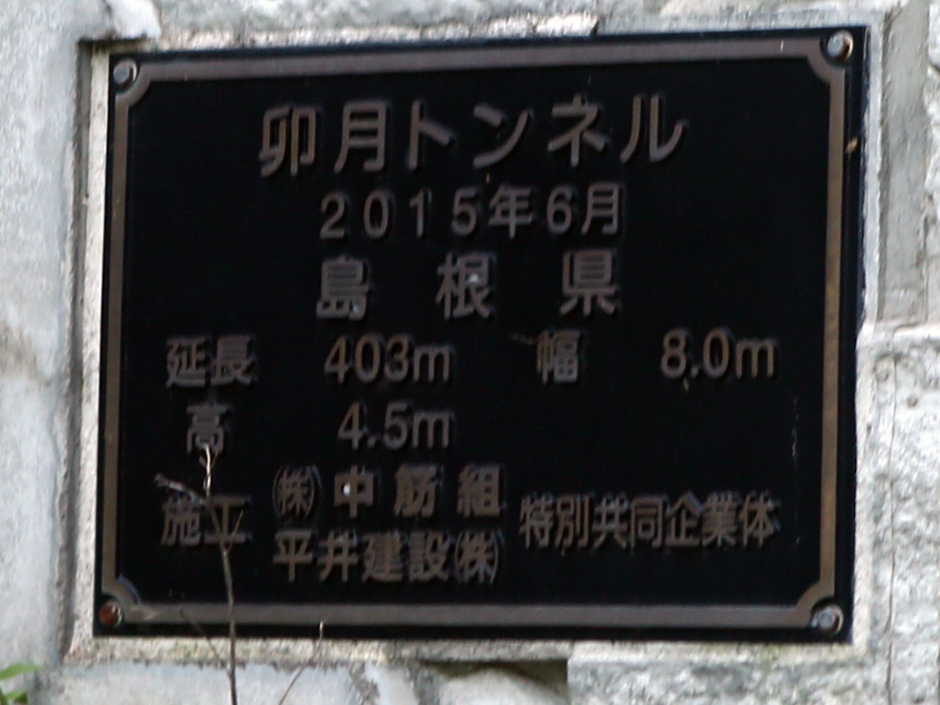 卯月トンネル
2015年6月
島根県
延長 403m 幅 8.0m
高 4.5m
施工 ㈱中筋組 特別共同企業体
平井建設㈱